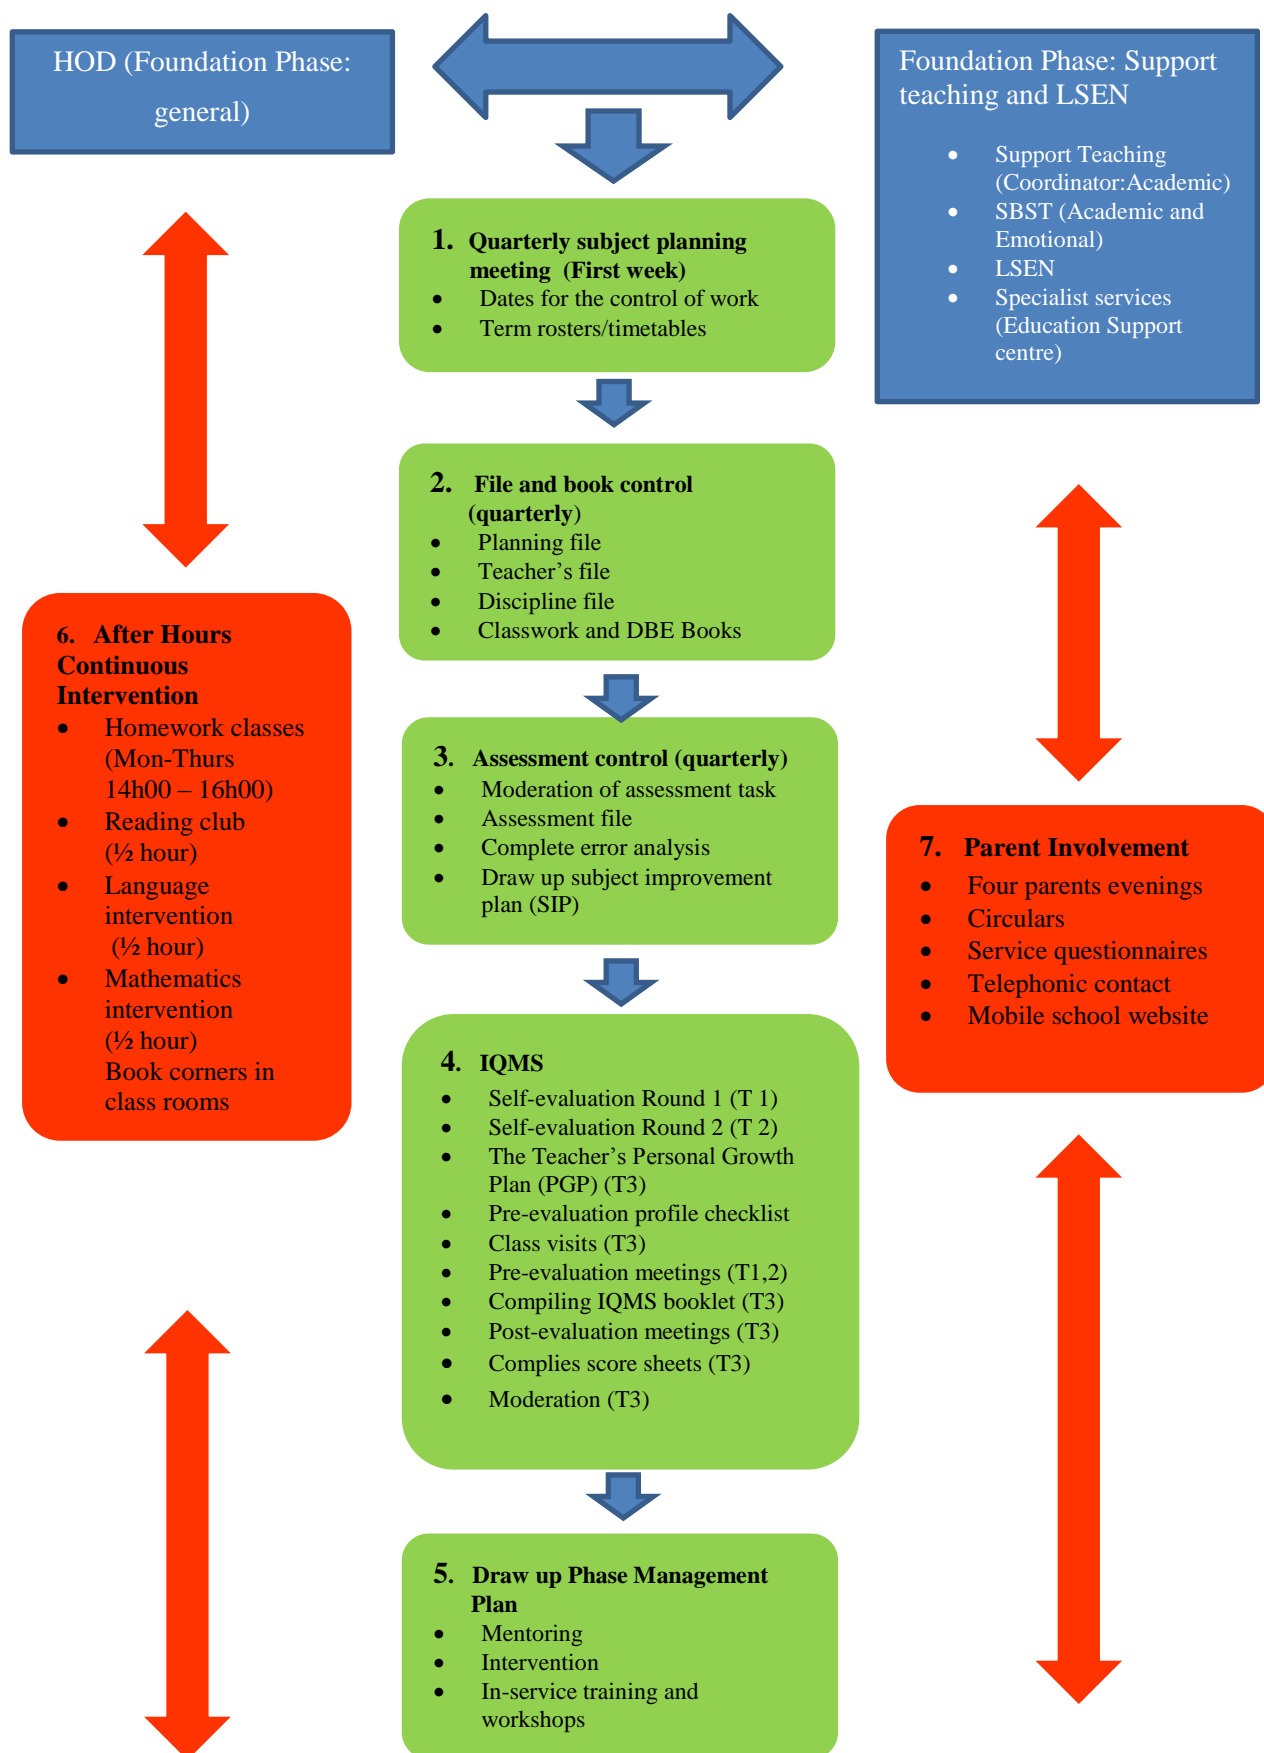 HOD (Foundation Phase:
general)
Foundation Phase: Support
teaching and LSEN
• Support Teaching
(Coordinator:Academic)
• SBST (Academic and
Emotional)
• LSEN
• Specialist services
(Education Support
centre)
1. Quarterly subject planning
meeting (First week)
• Dates for the control of work
• Term rosters/timetables
2. File and book control
(quarterly)
• Planning file
• Teacher’s file
• Discipline file
• Classwork and DBE Books
3. Assessment control (quarterly)
• Moderation of assessment task
• Assessment file
• Complete error analysis
• Draw up subject improvement
plan (SIP)
4. IQMS
• Self-evaluation Round 1 (T 1)
• Self-evaluation Round 2 (T 2)
• The Teacher’s Personal Growth
Plan (PGP) (T3)
• Pre-evaluation profile checklist
• Class visits (T3)
• Pre-evaluation meetings (T1,2)
• Compiling IQMS booklet (T3)
• Post-evaluation meetings (T3)
• Complies score sheets (T3)
• Moderation (T3)
5. Draw up Phase Management
Plan
• Mentoring
• Intervention
• In-service training and
workshops
6. After Hours
Continuous
Intervention
• Homework classes
(Mon-Thurs
14h00 – 16h00)
• Reading club
(½ hour)
• Language
intervention
(½ hour)
• Mathematics
intervention
(½ hour)
Book corners in
class rooms
7. Parent Involvement
• Four parents evenings
• Circulars
• Service questionnaires
• Telephonic contact
• Mobile school website